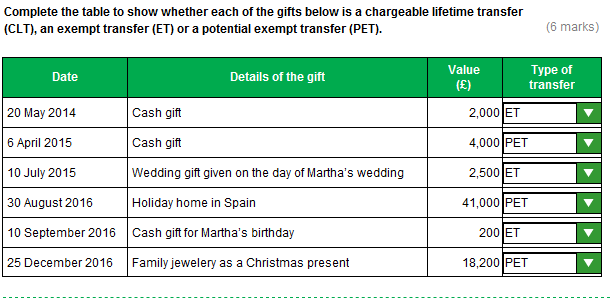 Complete the table to show whether each of the gifts below is a chargeable lifetime transfer
(CLT), an exempt transfer (ET) or a potential exempt transfer (PET). (6 marks)
Date Details of the gift Value (£) Type of transfer
20 May 2014 Cash gift 2,000 ET
6 April 2015 Cash gift 4,000 PET
10 July 2015 Wedding gift given on the day of Martha's wedding 2,500 ET
30 August 2016 Holiday home in Spain 41,000 PET
10 September 2016 Cash gift for Martha's birthday 200 ET
25 December 2016 Family jewelery as a Christmas present 18,200 PET